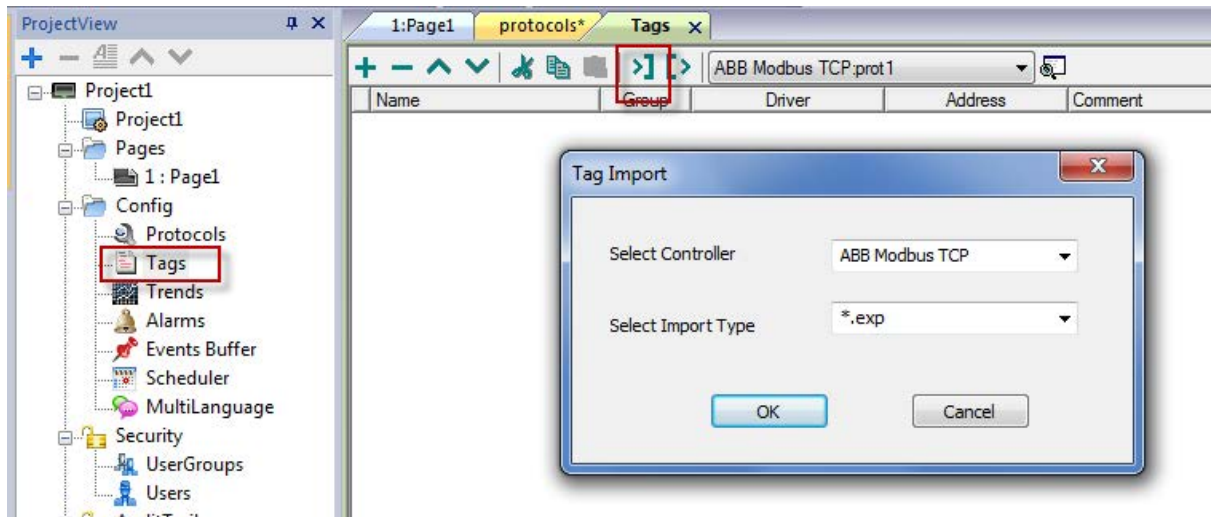 ProjectView
Project1
Project1
Pages
1 : Page1
Config
Protocols
Tags
Trends
Alarms
Events Buffer
Scheduler
MultiLanguage
Security
UserGroups
Users
1:Page1 protocols* Tags
ABB Modbus TCP:prot1
Name Group Driver Address Comment
Tag Import
Select Controller ABB Modbus TCP
Select Import Type *.exp
OK Cancel